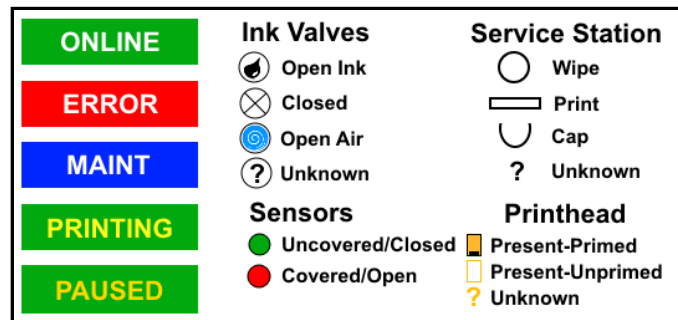 ONLINE
ERROR
MAINT
PRINTING
PAUSED
Ink Valves
Open Ink
Closed
Open Air
? Unknown
Sensors
Uncovered/Closed
Covered/Open
Service Station
Wipe
Print
Cap
? Unknown
Printhead
Present-Primed
Present-Unprimed
? Unknown